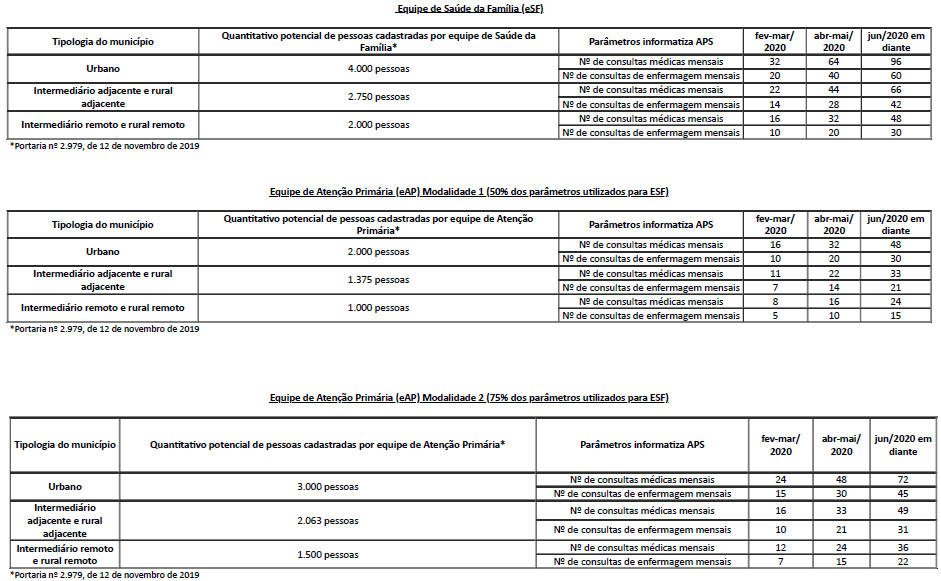 Equipe de Saúde da Família (eSF)
Tipologia do município
Quantitativo potencial de pessoas cadastradas por equipe de Saúde da
Família*
Parâmetros informatiza APS
fev-mar/
2020
abr-mai/
2020
jun/2020 em
diante
Urbano
4.000 pessoas
Nº de consultas médicas mensais 32 64 96
Nº de consultas de enfermagem mensais 20 40 60
Intermediário adjacente e rural
adjacente
2.750 pessoas
Nº de consultas médicas mensais 22 44 66
Nº de consultas de enfermagem mensais 14 28 42
Intermediário remoto e rural remoto
2.000 pessoas
Nº de consultas médicas mensais 16 32 48
Nº de consultas de enfermagem mensais 10 20 30
*Portaria nº 2.979, de 12 de novembro de 2019
Equipe de Atenção Primária (eAP) Modalidade 1 (50% dos parâmetros utilizados para ESF)
Tipologia do município
Quantitativo potencial de pessoas cadastradas por equipe de Atenção
Primária*
Parâmetros informatiza APS
fev-mar/
2020
abr-mai/
2020
jun/2020 em
diante
Urbano
2.000 pessoas
Nº de consultas médicas mensais 16 32 48
Nº de consultas de enfermagem mensais 10 20 30
Intermediário adjacente e rural
adjacente
1.375 pessoas
Nº de consultas médicas mensais 11 22 33
Nº de consultas de enfermagem mensais 7 14 21
Intermediário remoto e rural remoto
1.000 pessoas
Nº de consultas médicas mensais 8 16 24
Nº de consultas de enfermagem mensais 5 10 15
*Portaria nº 2.979, de 12 de novembro de 2019
Equipe de Atenção Primária (eAP) Modalidade 2 (75% dos parâmetros utilizados para ESF)
Tipologia do município
Quantitativo potencial de pessoas cadastradas por equipe de Atenção Primária*
Parâmetros informatiza APS
fev-mar/
2020
abr-mai/
2020
jun/2020 em
diante
Urbano
3.000 pessoas
Nº de consultas médicas mensais 24 48 72
Nº de consultas de enfermagem mensais 15 30 45
Intermediário
adjacente e rural
adjacente
2.063 pessoas
Nº de consultas médicas mensais 16 33 49
Nº de consultas de enfermagem mensais 10 21 31
Intermediário remoto
e rural remoto
1.500 pessoas
Nº de consultas médicas mensais 12 24 36
Nº de consultas de enfermagem mensais 7 15 22
*Portaria nº 2.979, de 12 de novembro de 2019